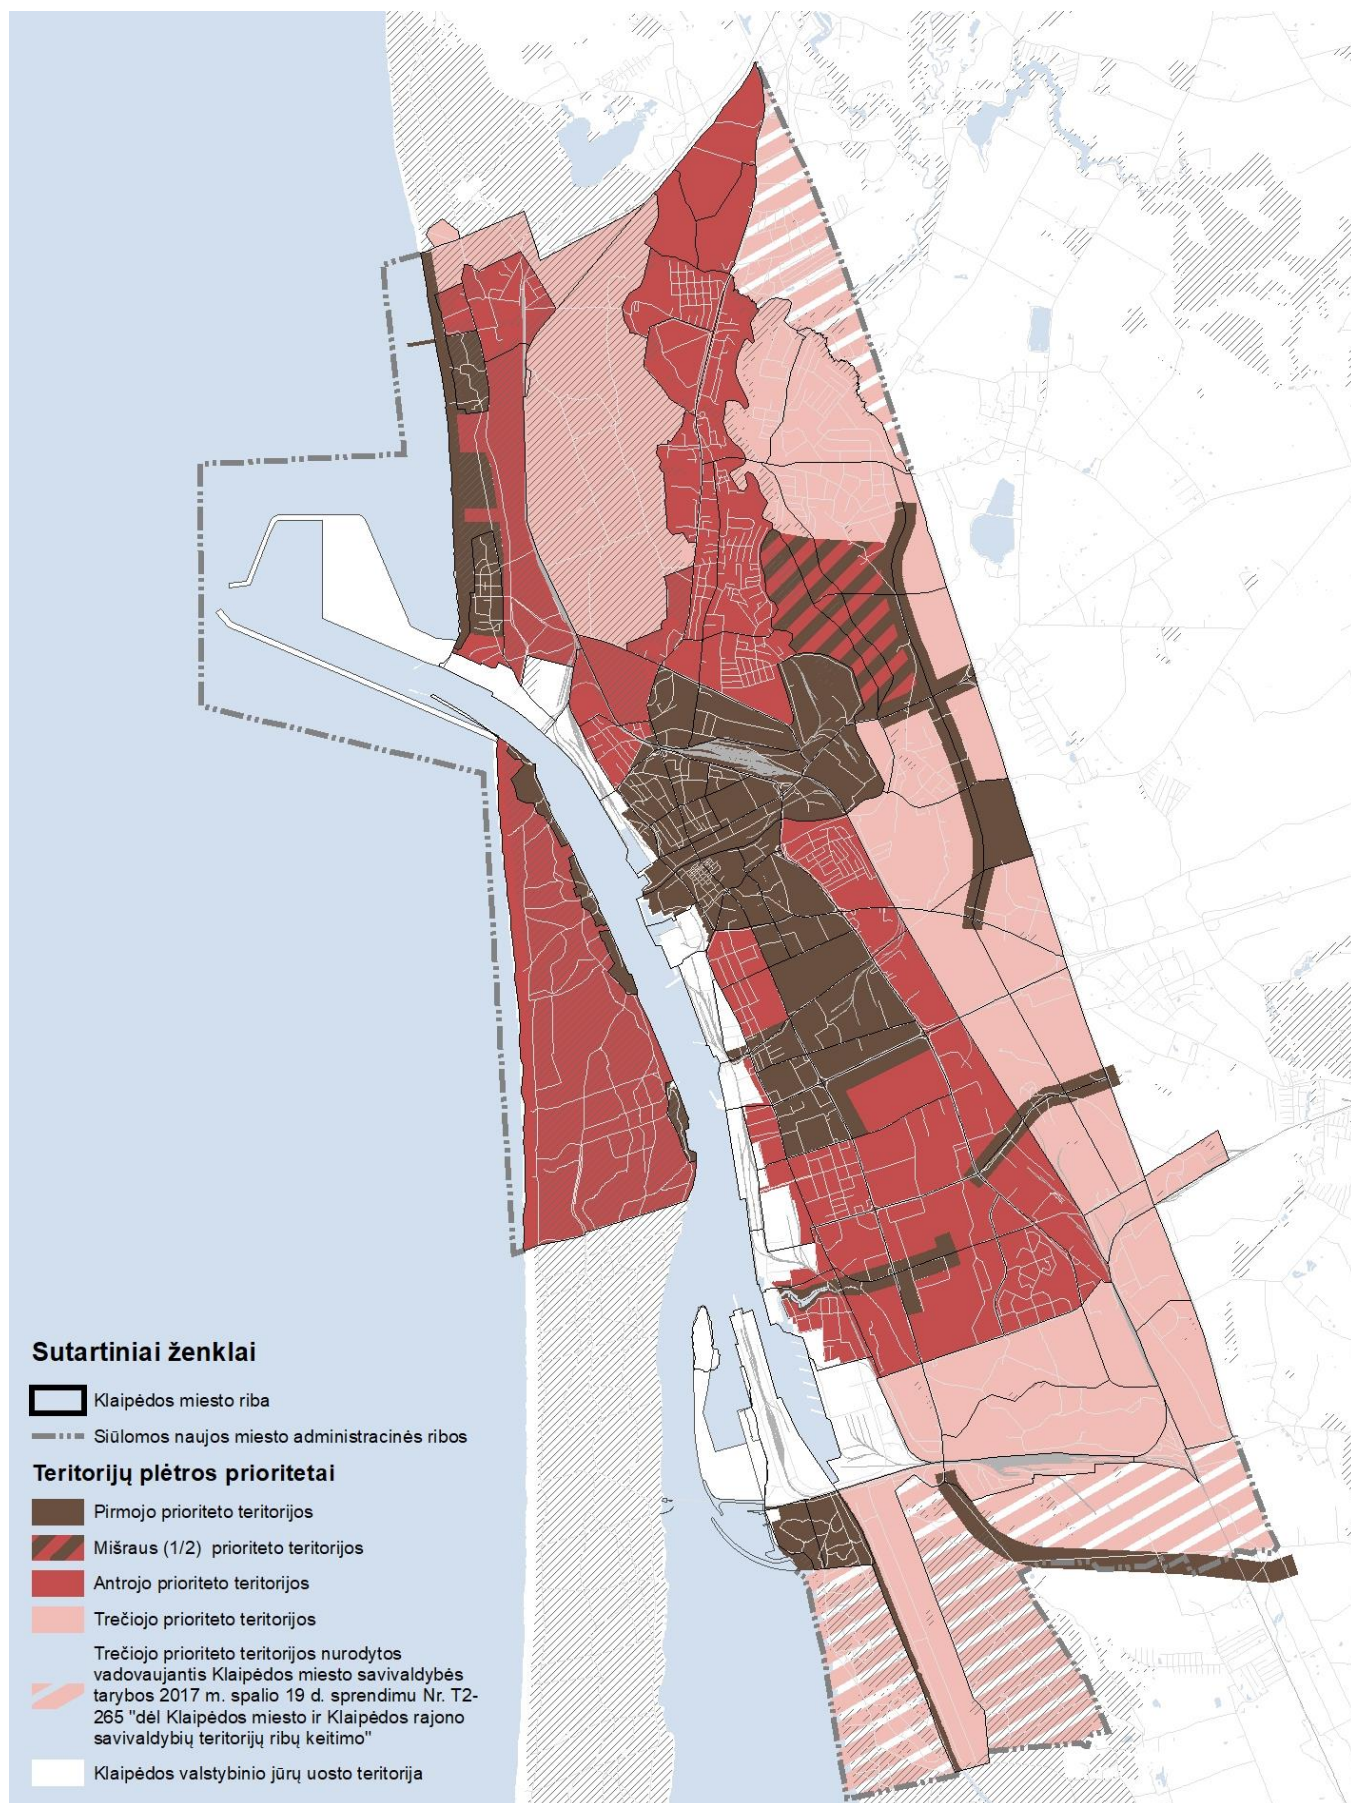 Sutartiniai ženklai
Klaipėdos miesto riba
Siūlomos naujos miesto administracinės ribos
Teritorijų plėtros prioritetai
Pirmojo prioriteto teritorijos
Mišraus (1/2) prioriteto teritorijos
Antrojo prioriteto teritorijos
Trečiojo prioriteto teritorijos
Trečiojo prioriteto teritorijos nurodytos
vadovaujantis Klaipėdos miesto savivaldybės
tarybos 2017 m. spalio 19 d. sprendimu Nr. T2-
265 "dėl Klaipėdos miesto ir Klaipėdos rajono
savivaldybių teritorijų ribų keitimo"
Klaipėdos valstybinio jūrų uosto teritorija